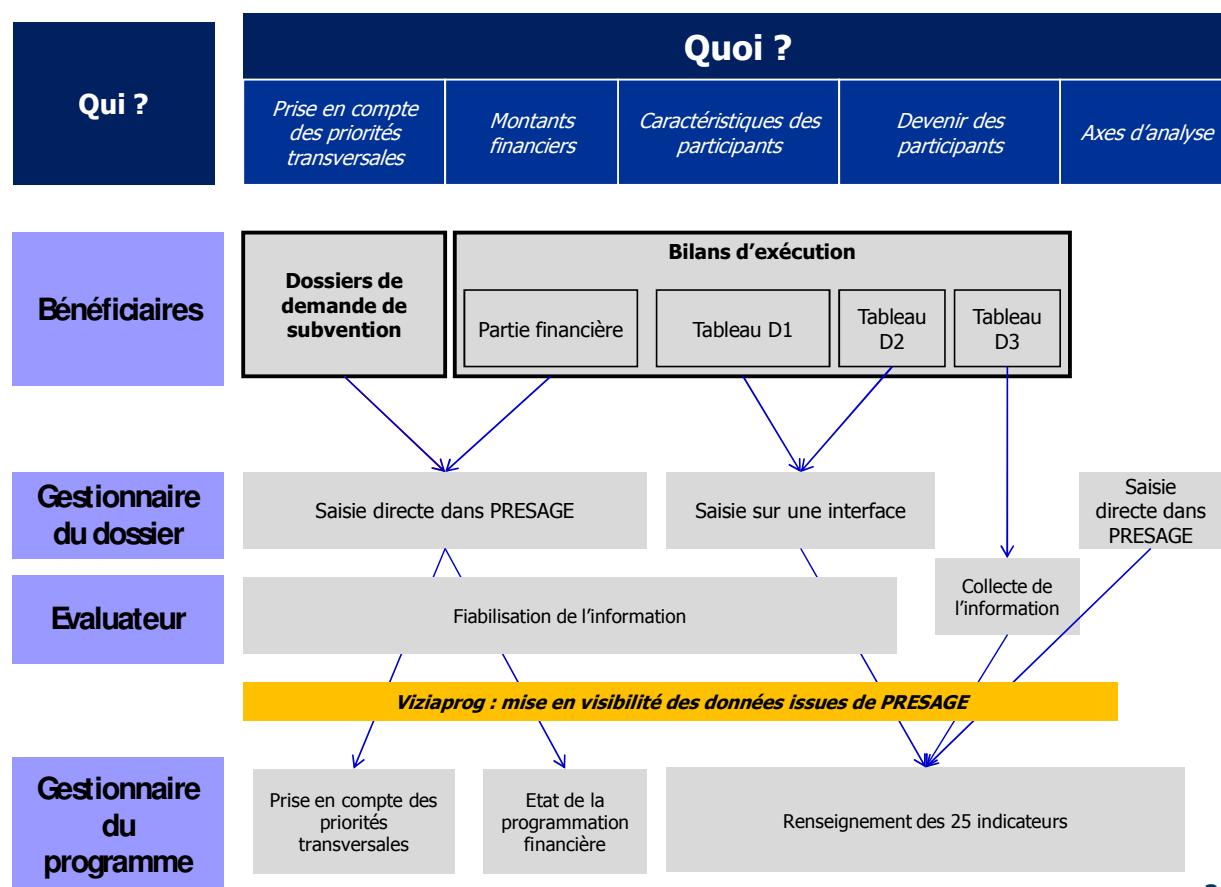 Qui ?
Quoi ?
Prise en compte
des priorités
transversales
Montants
financiers
Caractéristiques des
participants
Devenir des
participants
Axes d'analyse
Bénéficiaires
Dossiers de
demande de
subvention
Bilans d'exécution
Partie financière
Tableau D1
Tableau
D2
Tableau
D3
Gestionnaire
du dossier
Saisie directe dans PRESAGE
Saisie sur une interface
Saisie
directe dans
PRESAGE
Evaluateur
Fiabilisation de l'information
Collecte de
l'information
Viziaprog : mise en visibilité des données issues de PRESAGE
Gestionnaire
du
programme
Prise en compte des
priorités
transversales
Etat de la
programmation
financière
Renseignement des 25 indicateurs